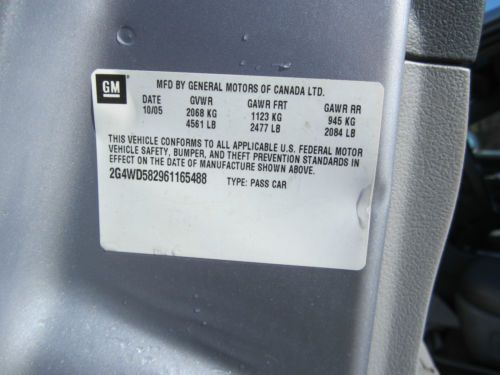 GM
MFD BY GENERAL MOTORS OF CANADA LTD.
DATE GVWR GAWR FRT GAWR RR
10/05 2068 KG 1123 KG 945 KG
4561 LB 2477 LB 2084 LB
THIS VEHICLE CONFORMS TO ALL APPLICABLE U.S. FEDERAL MOTOR
VEHICLE SAFETY, BUMPER, AND THEFT PREVENTION STANDARDS IN
EFFECT ON THE DATE OF MANUFACTURE SHOWN ABOVE.
2G4WD582961165488 TYPE: PASS CAR